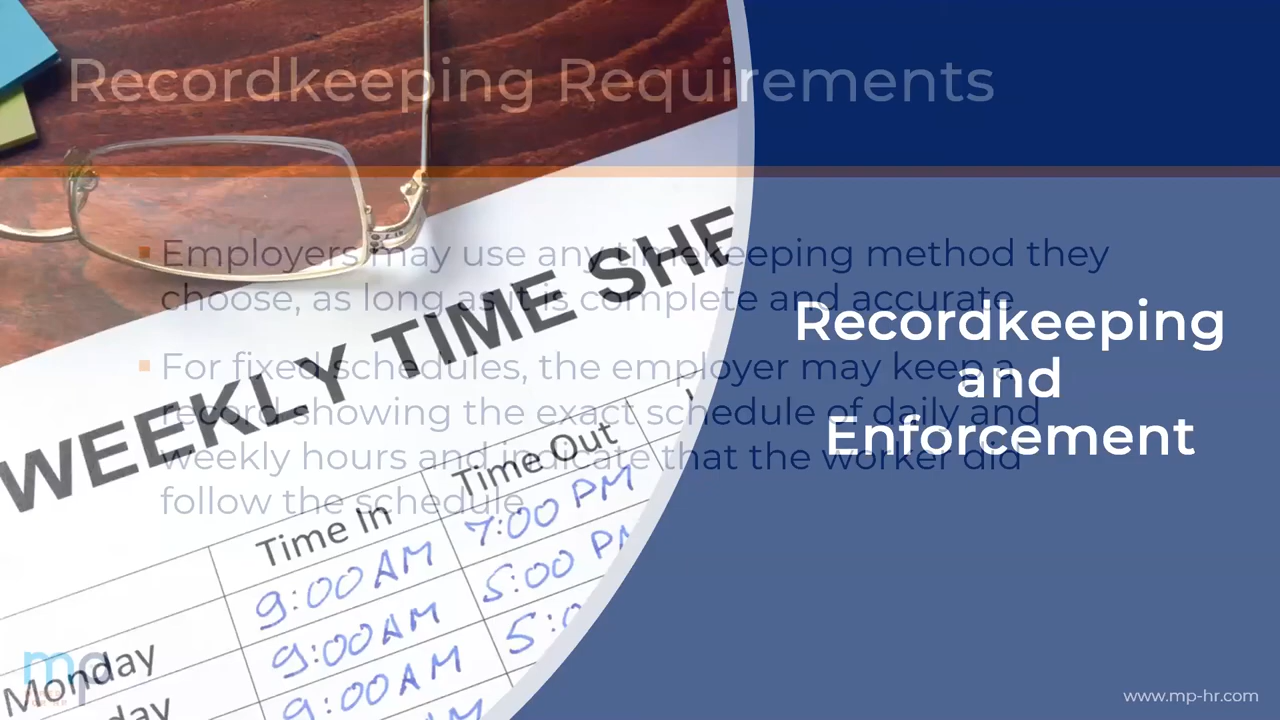 Recordkeeping Requirements
Employers may use any timekeeping method they
choose, as long as it is complete and accurate
For fixed schedules, the employer may keep a
record showing the exact schedule of daily and
weekly hours and indicate that the worker did
follow the schedule
Recordkeeping
and
Enforcement
WEEKLY TIME SHE
Time In
Time Out
9:00 AM
7:00 PM
Monday
9:00 AM
5:00 PM
day
9:00 AM
mp
www.mp-hr.com